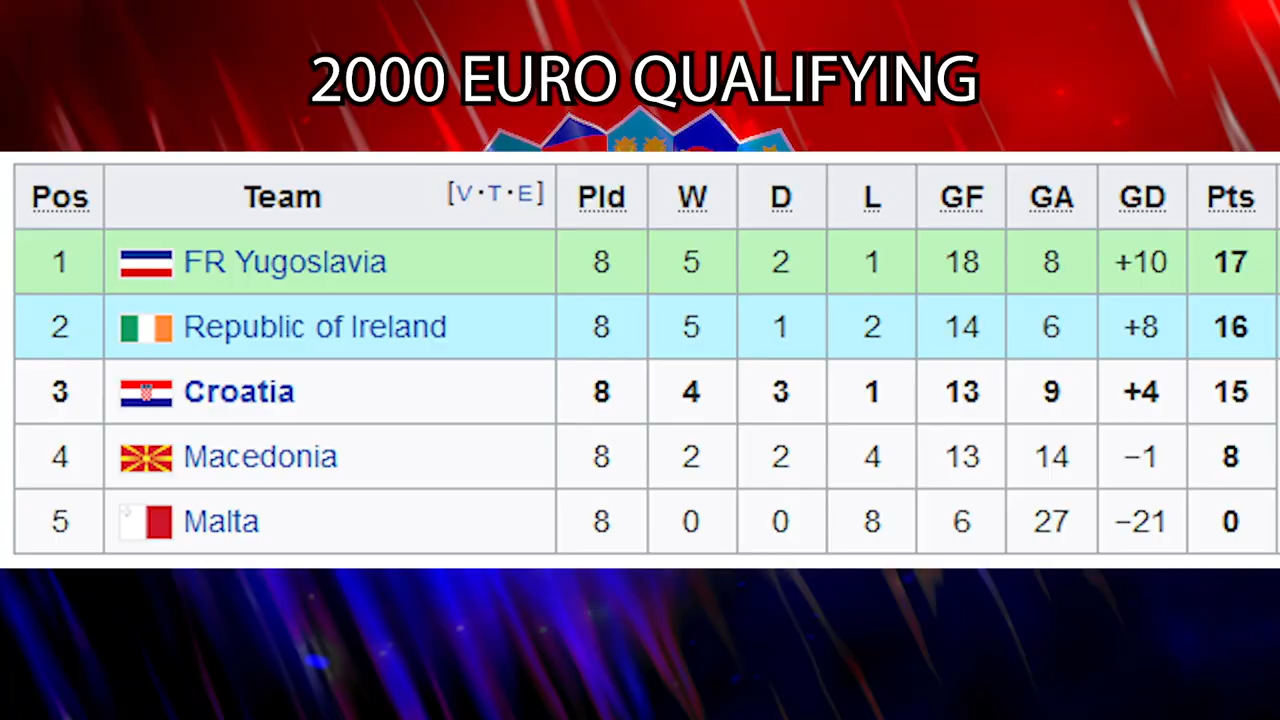 2000 EURO QUALIFYING
Pos Team [V·T·E] Pld W D L GF GA GD Pts
1 FR Yugoslavia 8 5 2 1 18 8 +10 17
2 Republic of Ireland 8 5 1 2 14 6 +8 16
3 Croatia 8 4 3 1 13 9 +4 15
4 Macedonia 8 2 2 4 13 14 −1 8
5 Malta 8 0 0 8 6 27 −21 0